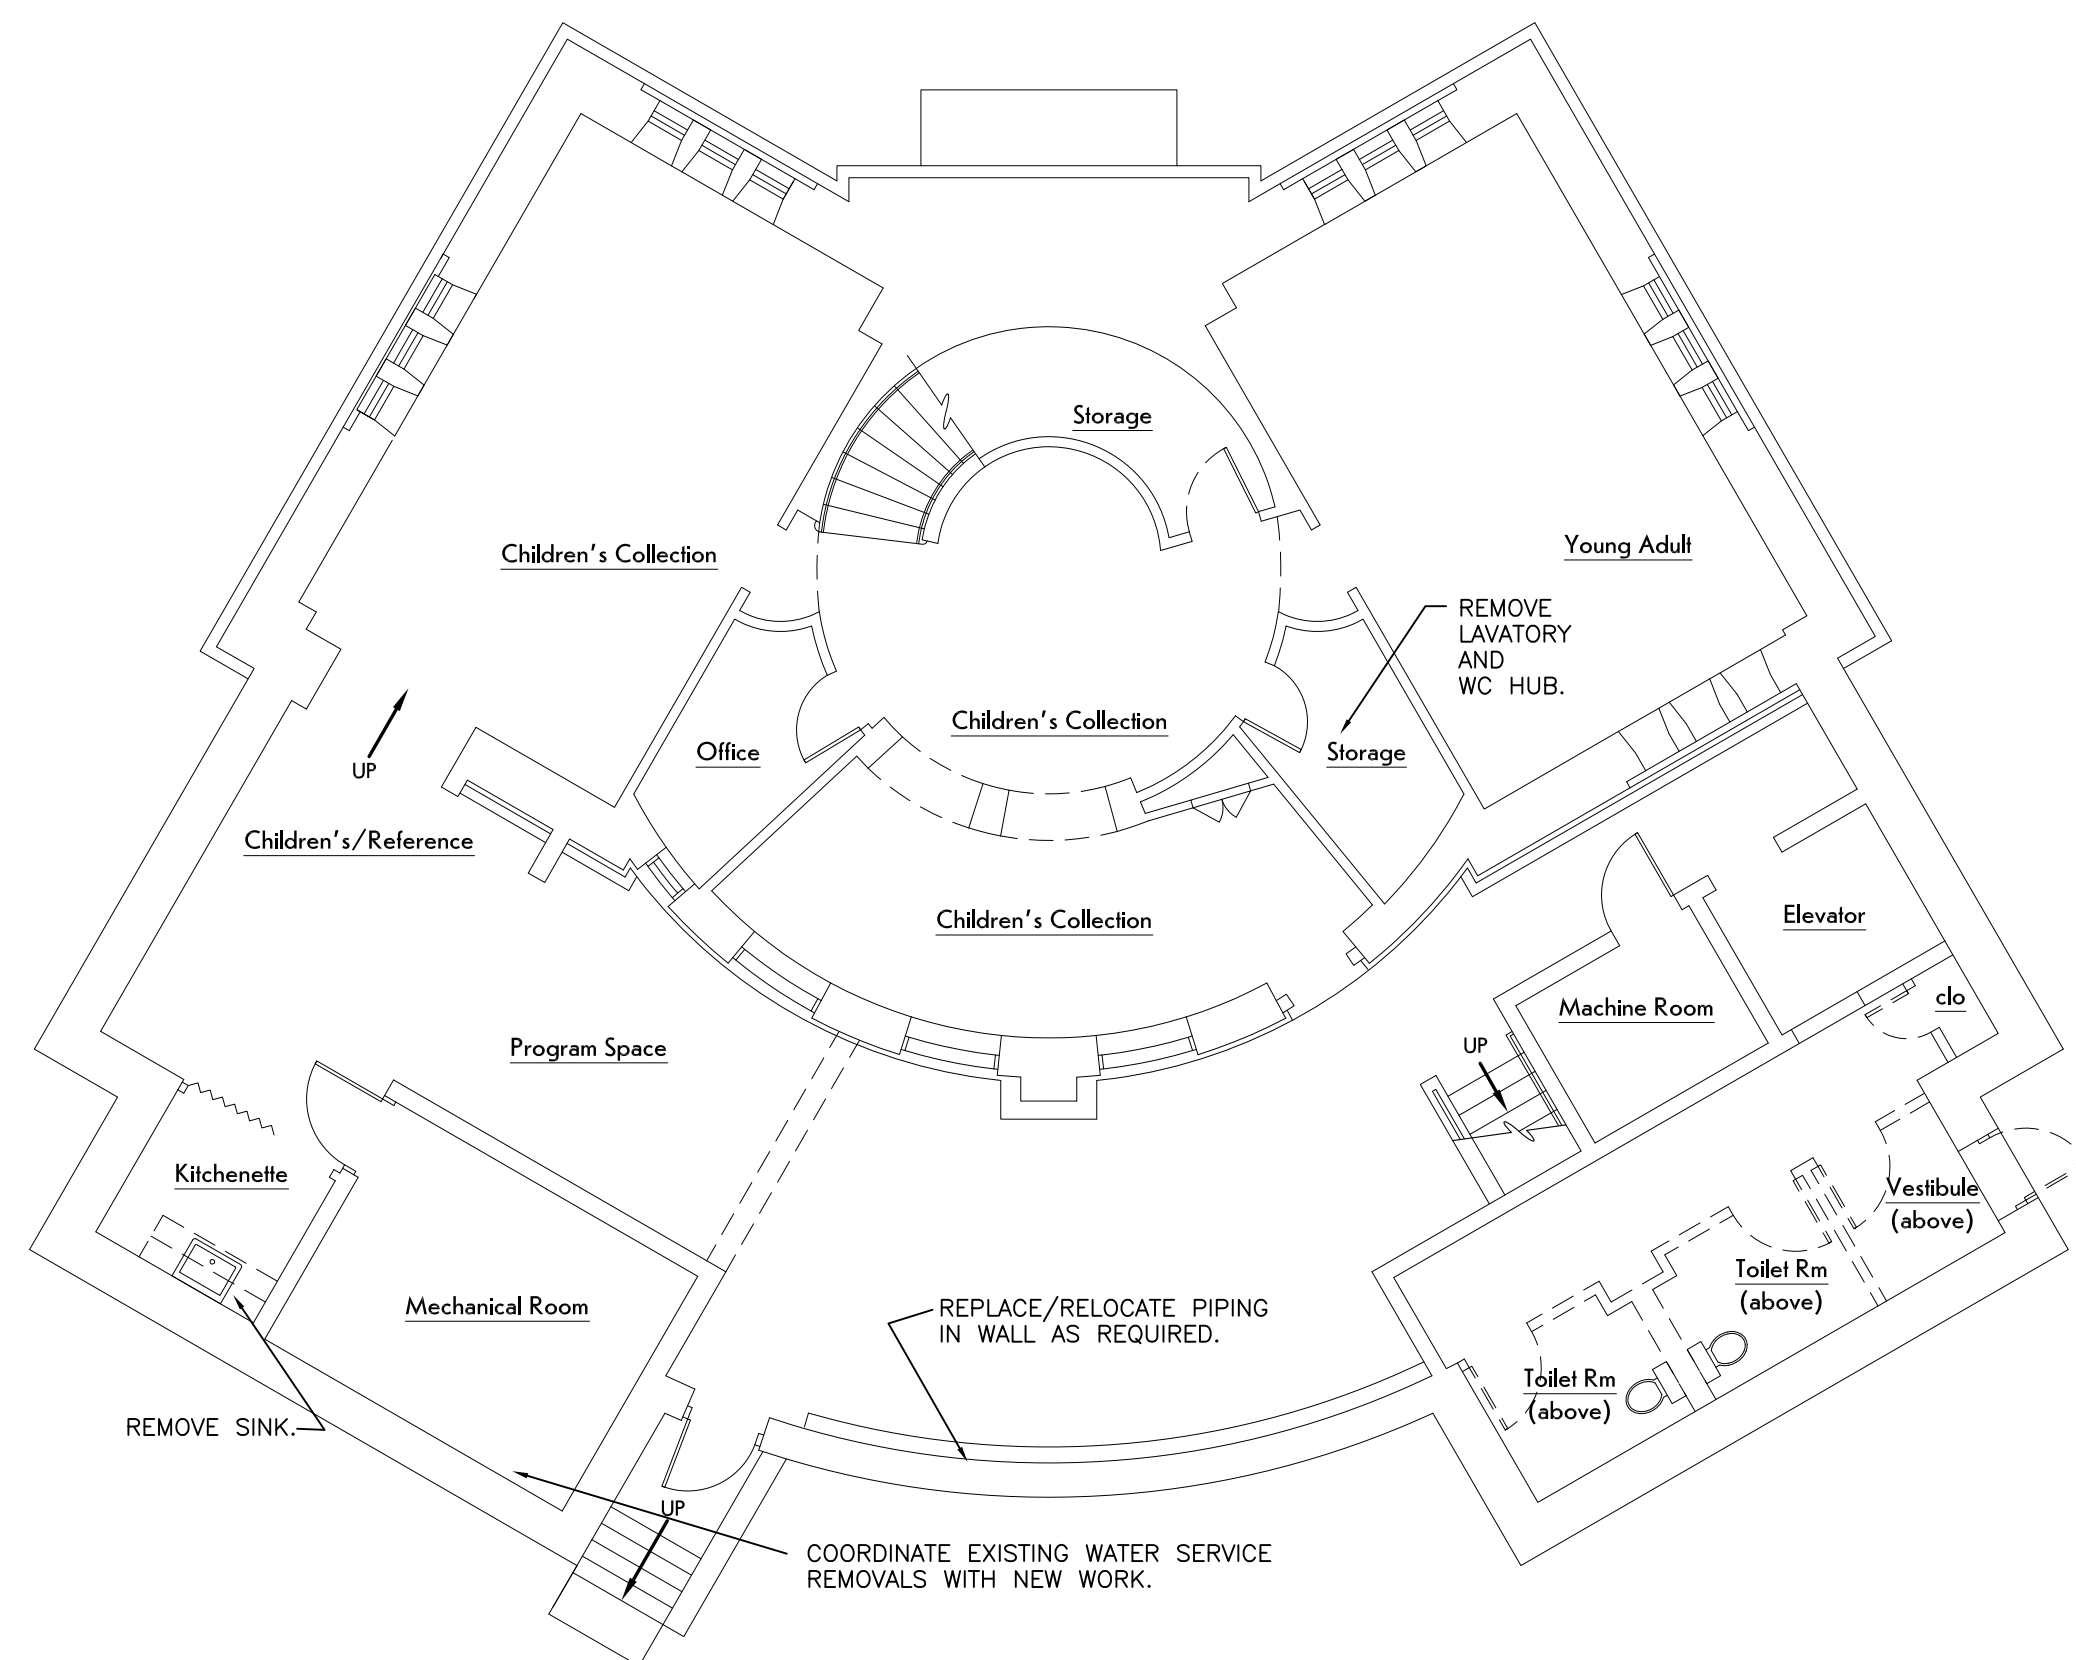 Storage
Children's Collection
Young Adult
REMOVE
LAVATORY
AND
WC HUB.
Children's Collection
Office
Storage
UP
Children's/Reference
Children's Collection
Elevator
clo
Machine Room
Program Space
UP
Kitchenette
Vestibule
(above)
Toilet Rm
(above)
Mechanical Room
REPLACE/RELOCATE PIPING
IN WALL AS REQUIRED.
Toilet Rm
(above)
REMOVE SINK.
UP
COORDINATE EXISTING WATER SERVICE
REMOVALS WITH NEW WORK.